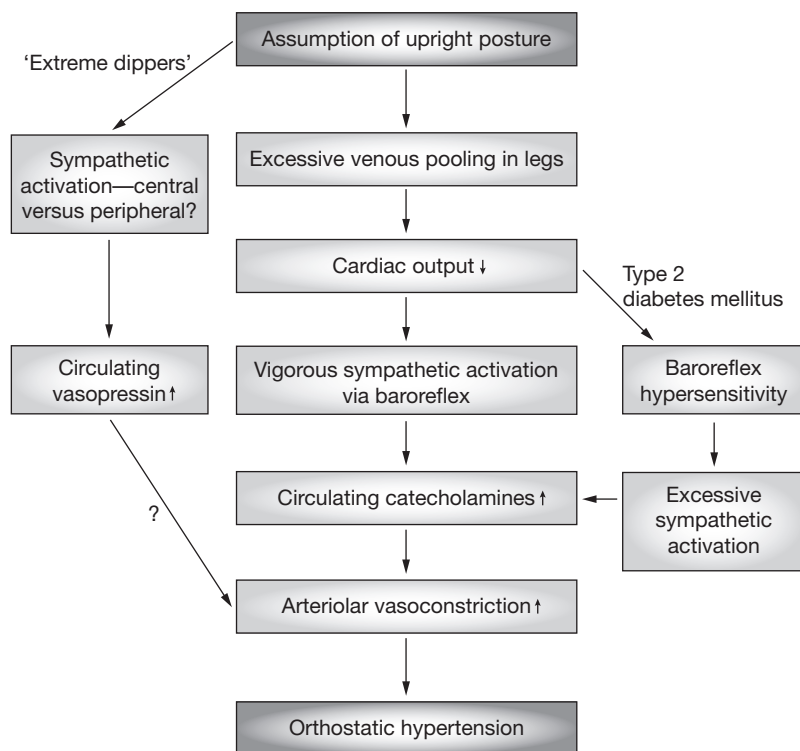 Assumption of upright posture
‘Extreme dippers’
Sympathetic
activation—central
versus peripheral?
Excessive venous pooling in legs
Cardiac output ↓
Type 2
diabetes mellitus
Circulating
vasopressin ↑
Vigorous sympathetic activation
via baroreflex
Baroreflex
hypersensitivity
Circulating catecholamines ↑
Excessive
sympathetic
activation
?
Arteriolar vasoconstriction ↑
Orthostatic hypertension